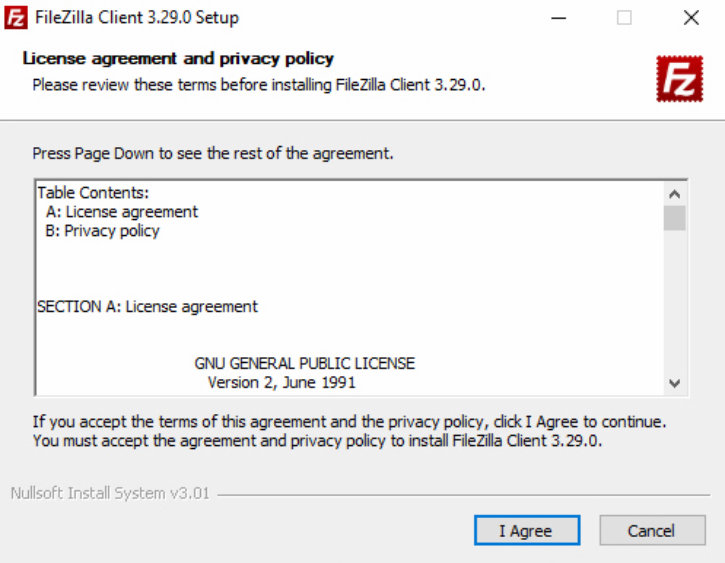 FileZilla Client 3.29.0 Setup
License agreement and privacy policy
Please review these terms before installing FileZilla Client 3.29.0.
Press Page Down to see the rest of the agreement.
Table Contents:
A: License agreement
B: Privacy policy
SECTION A: License agreement
GNU GENERAL PUBLIC LICENSE
Version 2, June 1991
If you accept the terms of this agreement and the privacy policy, click I Agree to continue.
You must accept the agreement and privacy policy to install FileZilla Client 3.29.0.
Nullsoft Install System v3.01
I Agree
Cancel